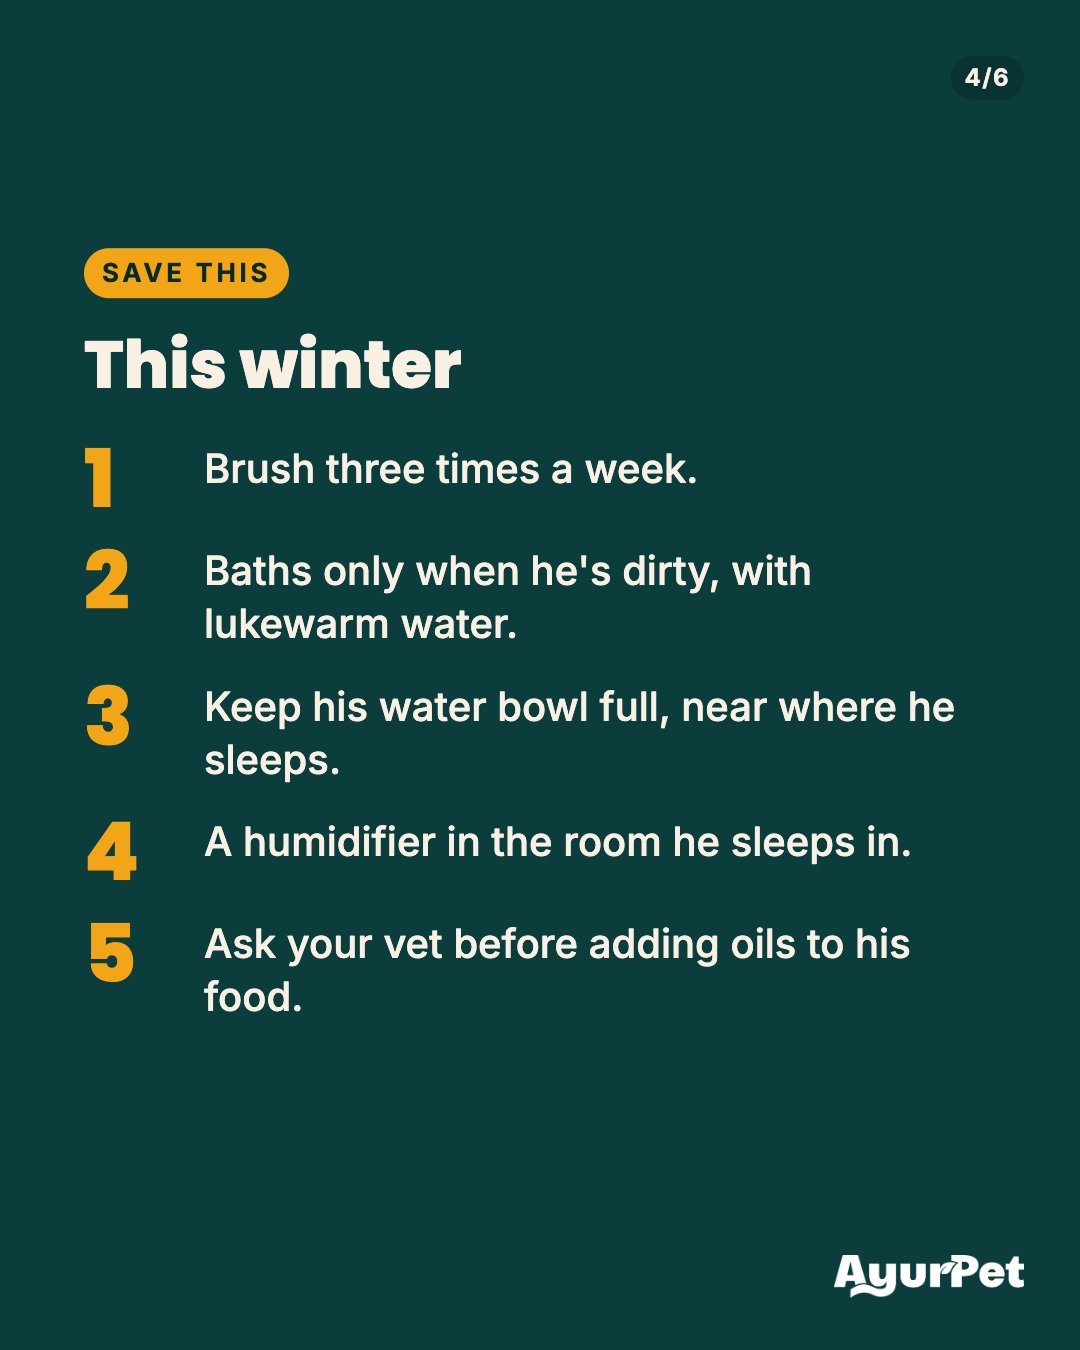 4/6
SAVE THIS
This winter
1 Brush three times a week.
2 Baths only when he's dirty, with
lukewarm water.
3 Keep his water bowl full, near where he
sleeps.
4 A humidifier in the room he sleeps in.
5 Ask your vet before adding oils to his
food.
AyurPet